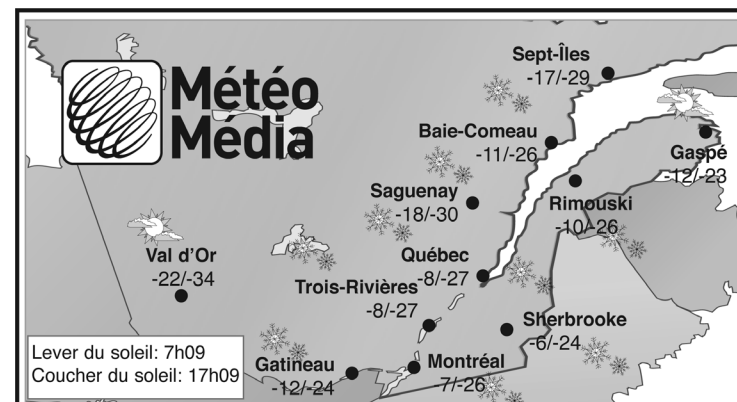 Météo
Média
Sept-Îles
-17/-29
Baie-Comeau
-11/-26
Gaspé
-12/-23
Saguenay
-18/-30
Rimouski
-10/-26
Val d'Or
-22/-34
Québec
-8/-27
Trois-Rivières
-8/-27
Sherbrooke
-6/-24
Lever du soleil: 7h09
Coucher du soleil: 17h09
Gatineau
-12/-24
Montréal
-7/-26